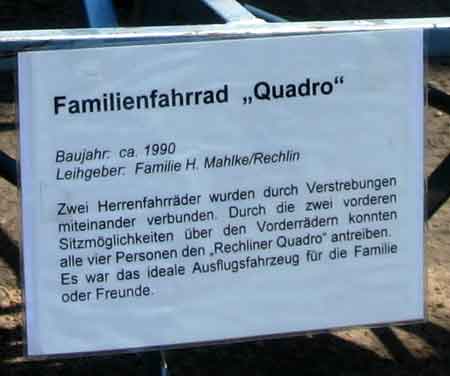 Familienfahrrad „Quadro“
Baujahr: ca. 1990
Leihgeber: Familie H. Mahlke/Rechlin
Zwei Herrenfahrräder wurden durch Verstrebungen
miteinander verbunden. Durch die zwei vorderen
Sitzmöglichkeiten über den Vorderrädern konnten
alle vier Personen den „Rechliner Quadro“ antreiben.
Es war das ideale Ausflugsfahrzeug für die Familie
oder Freunde.